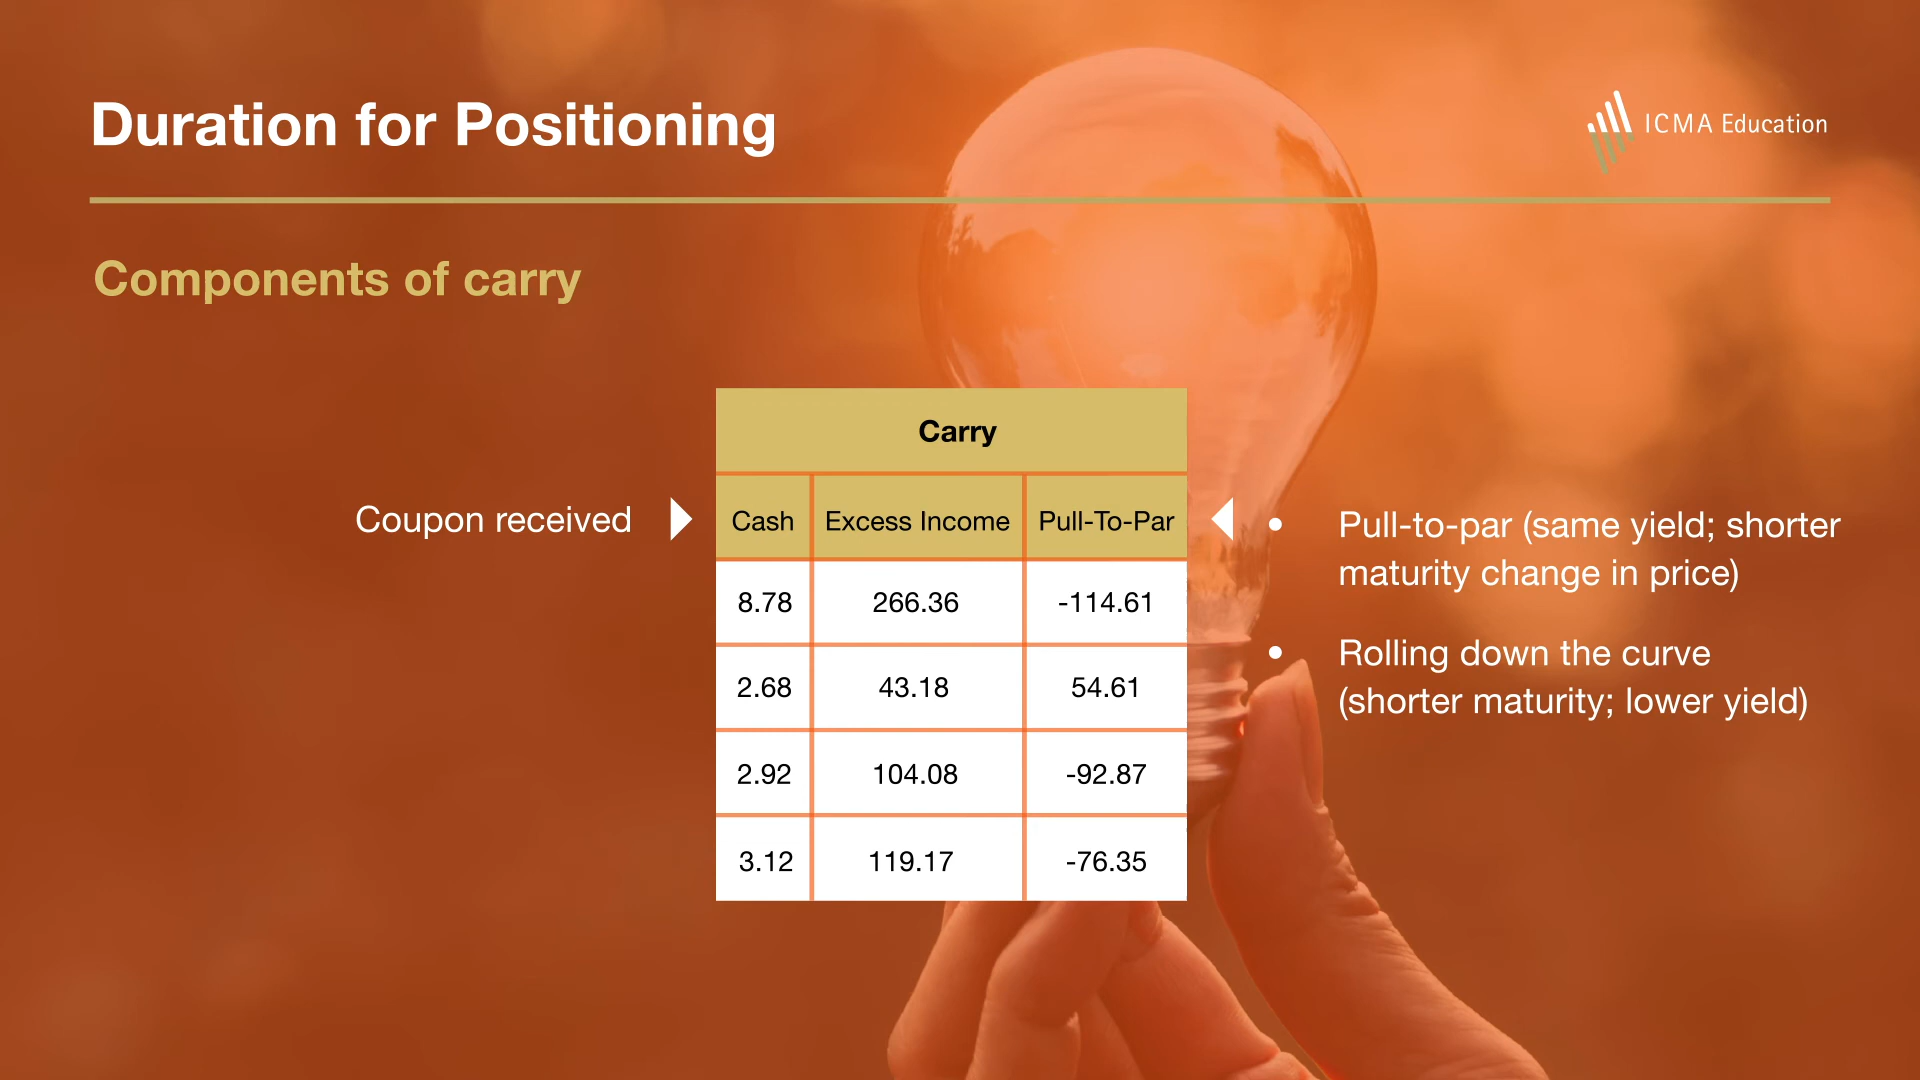 Duration for Positioning
ICMA Education
Components of carry
Carry
Coupon received
Cash Excess Income Pull-To-Par
8.78 266.36 -114.61
2.68 43.18 54.61
2.92 104.08 -92.87
3.12 119.17 -76.35
• Pull-to-par (same yield; shorter
maturity change in price)
• Rolling down the curve
(shorter maturity; lower yield)